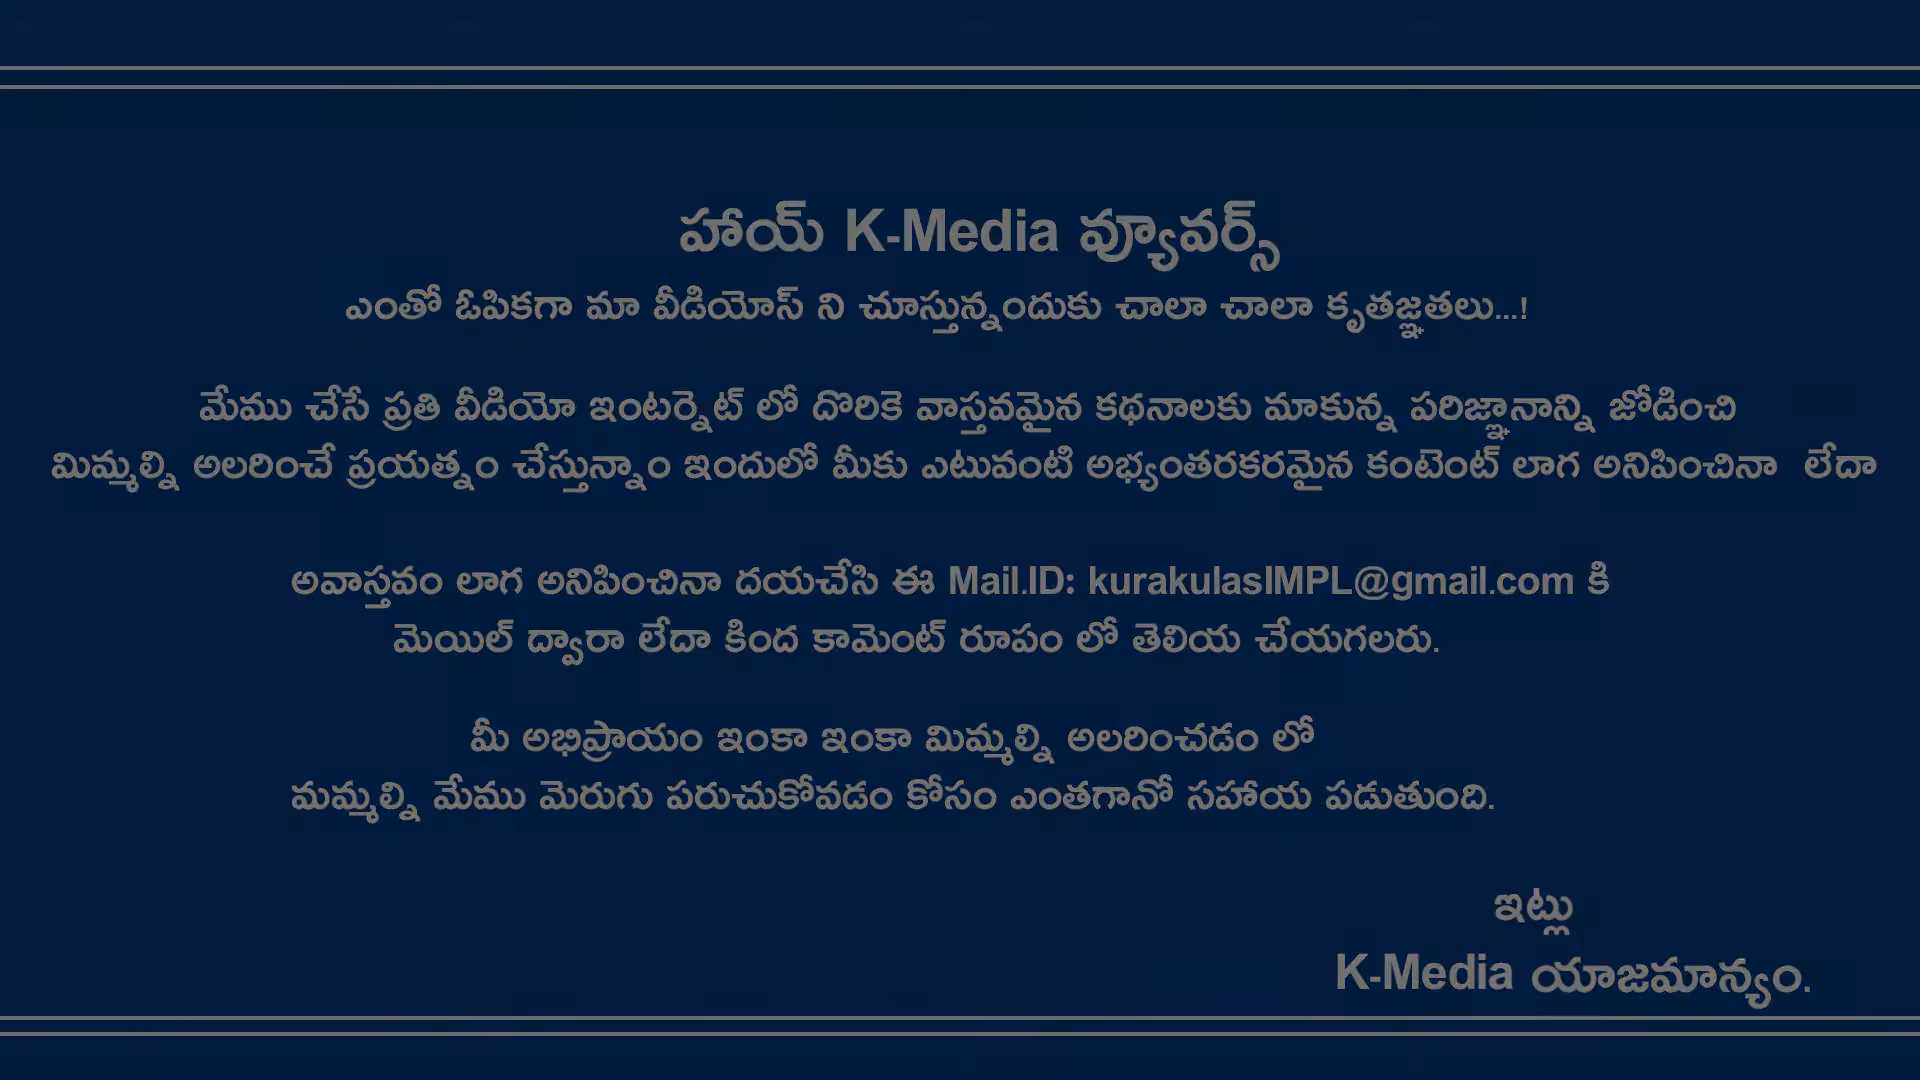 హాయ్ K-Media వ్యూవర్స్
ఎంతో ఓపికగా మా వీడియోస్ ని చూస్తున్నందుకు చాలా చాలా కృతజ్ఞతలు...!
మేము చేసే ప్రతి వీడియో ఇంటర్నెట్ లో దొరికె వాస్తవమైన కథనాలకు మాకున్న పరిజ్ఞానాన్ని జోడించి
మిమ్మల్ని అలరించే ప్రయత్నం చేస్తున్నాం ఇందులో మీకు ఎటువంటి అభ్యంతరకరమైన కంటెంట్ లాగ అనిపించినా లేదా
అవాస్తవం లాగ అనిపించినా దయచేసి ఈ Mail.ID: kurakulasIMPL@gmail.com కి
మెయిల్ ద్వారా లేదా కింద కామెంట్ రూపం లో తెలియ చేయగలరు.
మీ అభిప్రాయం ఇంకా ఇంకా మిమ్మల్ని అలరించడం లో
మమ్మల్ని మేము మెరుగు పరుచుకోవడం కోసం ఎంతగానో సహాయ పడుతుంది.
ఇట్లు
K-Media యాజమాన్యం.